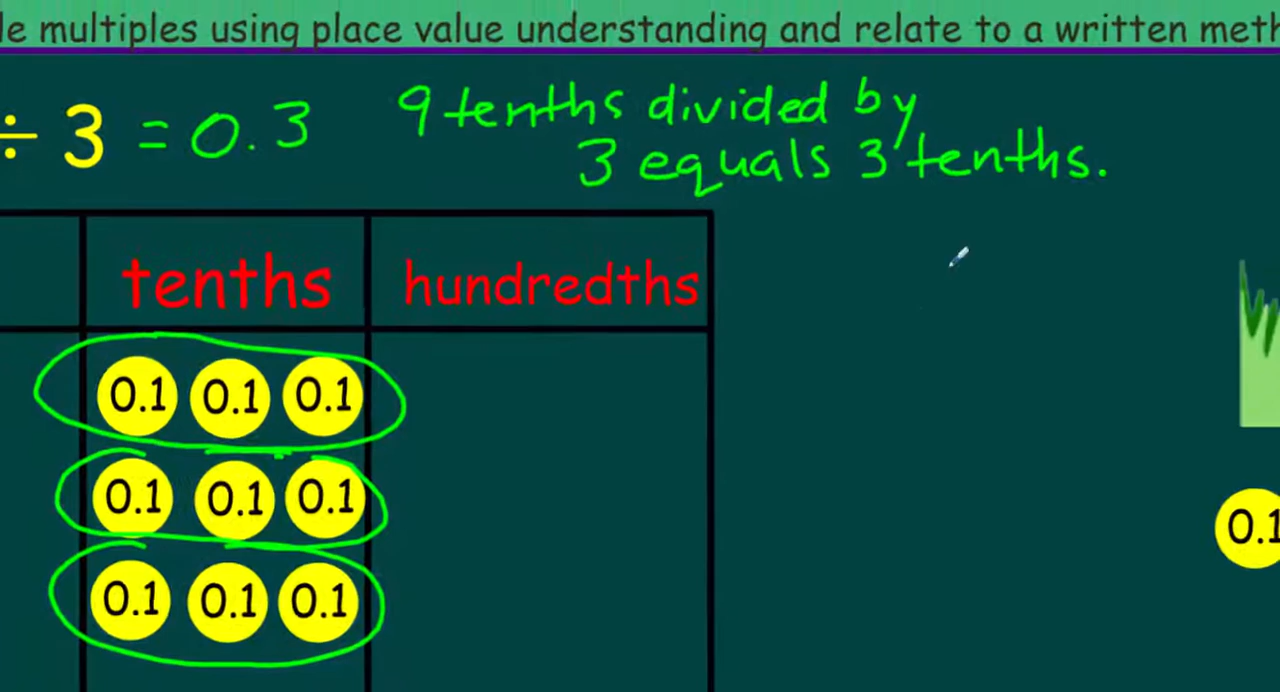 le multiples using place value understanding and relate to a written meth
÷ 3 = 0.3
9 tenths divided by
3 equals 3 tenths.
tenths hundredths
0.1 0.1 0.1
0.1 0.1 0.1
0.1
0.1 0.1 0.1